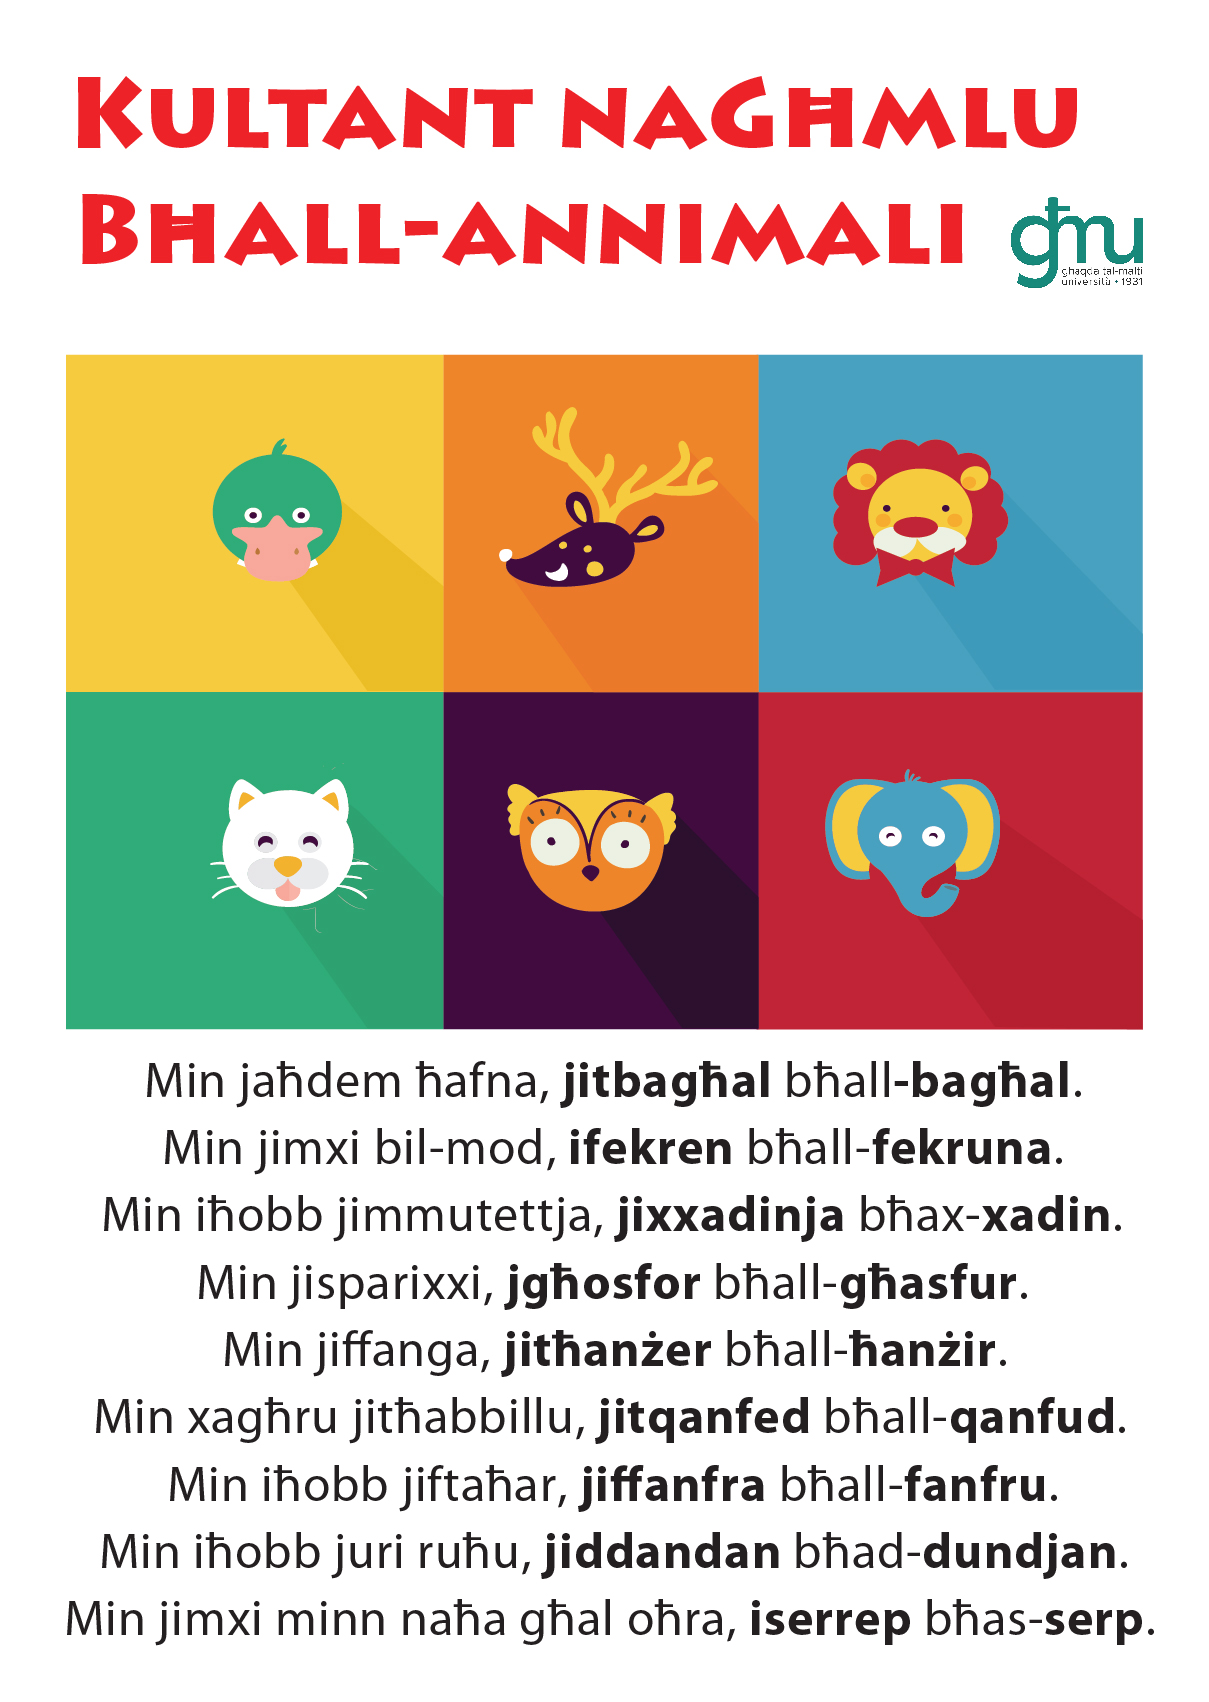 Kultant nagħmlu
Bħall-annimali
għmu
għaqda tal-malti
università • 1931
Min jaħdem ħafna, jitbagħal bħall-bagħal.
Min jimxi bil-mod, ifekren bħall-fekruna.
Min iħobb jimmutettja, jixxadinja bħax-xadin.
Min jisparixxi, jgħosfor bħall-għasfur.
Min jiffanga, jitħanżer bħall-ħanżir.
Min xagħru jitħabbillu, jitqanfed bħall-qanfud.
Min iħobb jiftaħar, jiffanfra bħall-fanfru.
Min iħobb juri ruħu, jiddandan bħad-dundjan.
Min jimxi minn naħa għal oħra, iserrep bħas-serp.